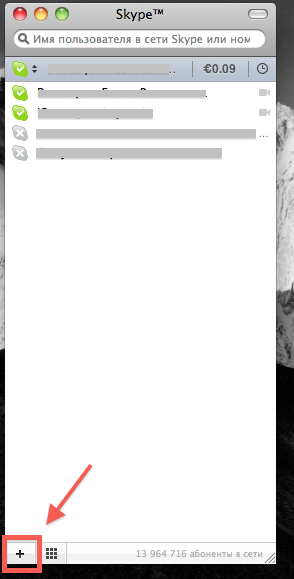 Skype™
Имя пользователя в сети Skype или ном
€0.09
13 964 716 абоненты в сети